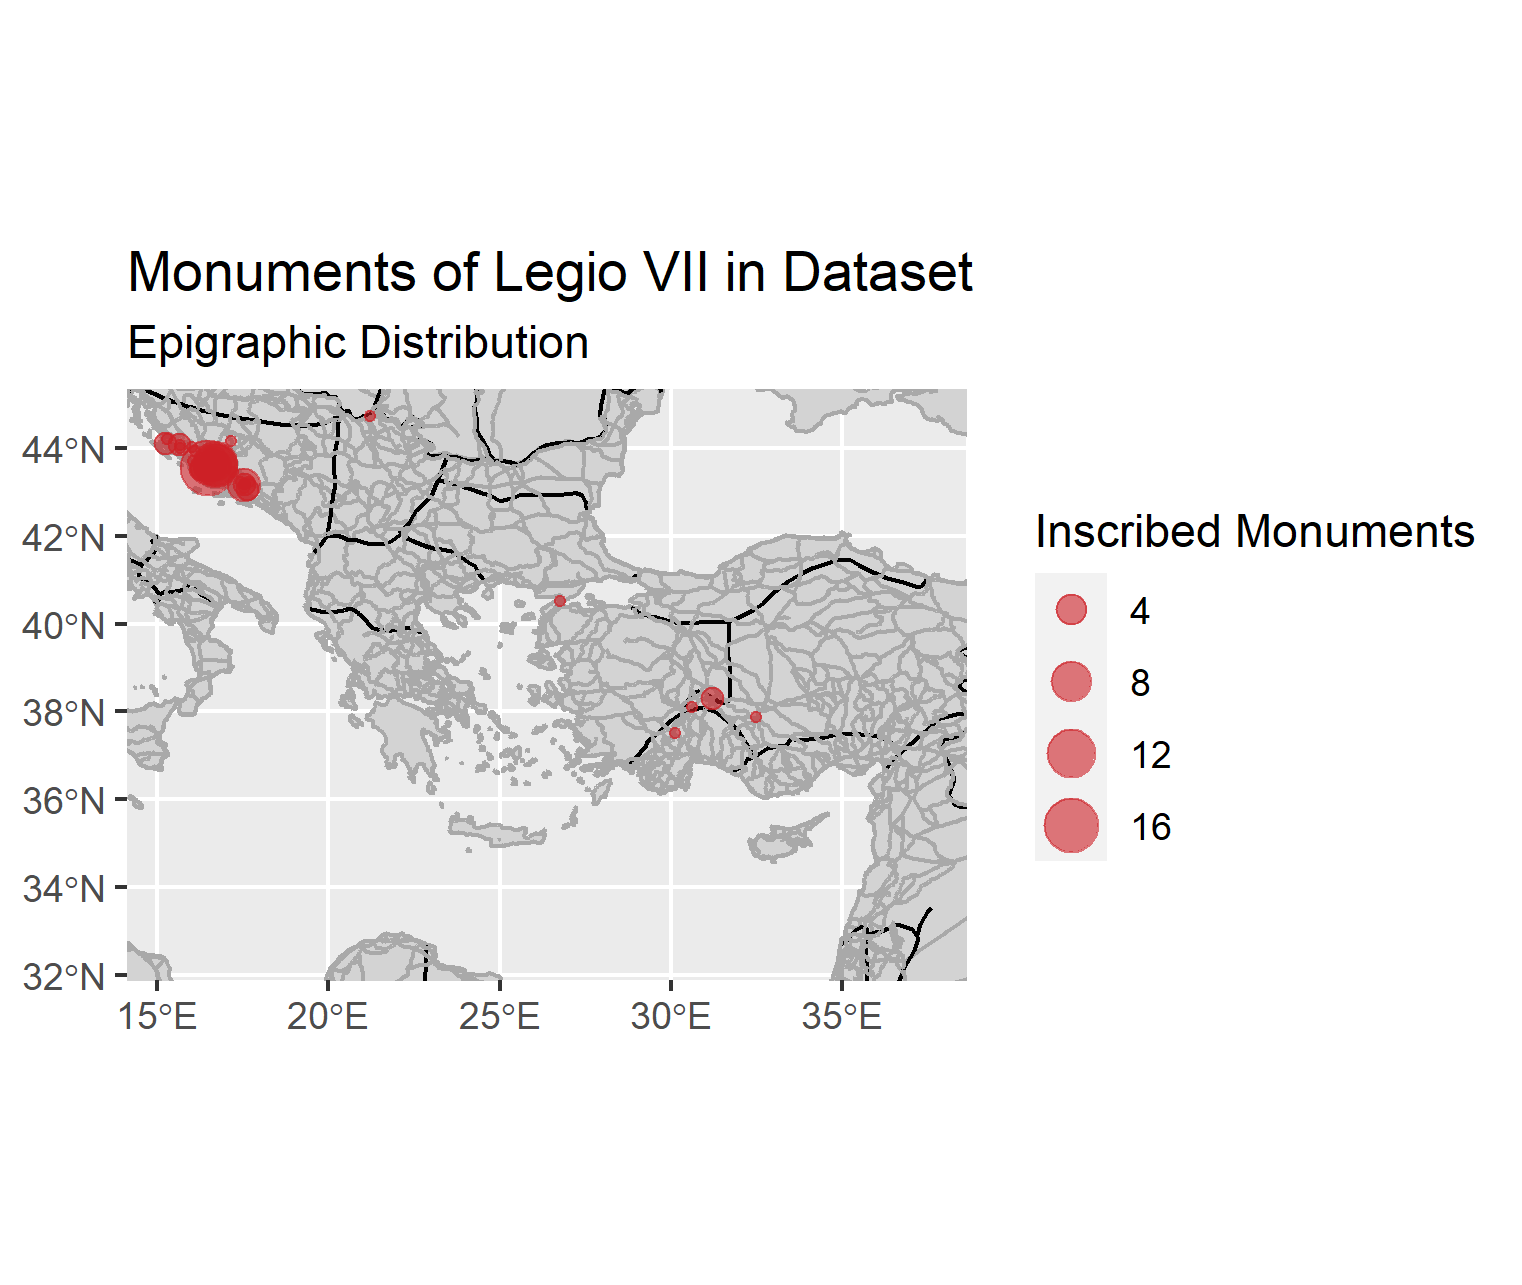 Monuments of Legio VII in Dataset
Epigraphic Distribution
44°N
42°N
40°N
38°N
36°N
34°N
32°N
15°E 20°E 25°E 30°E 35°E
Inscribed Monuments
4
8
12
16